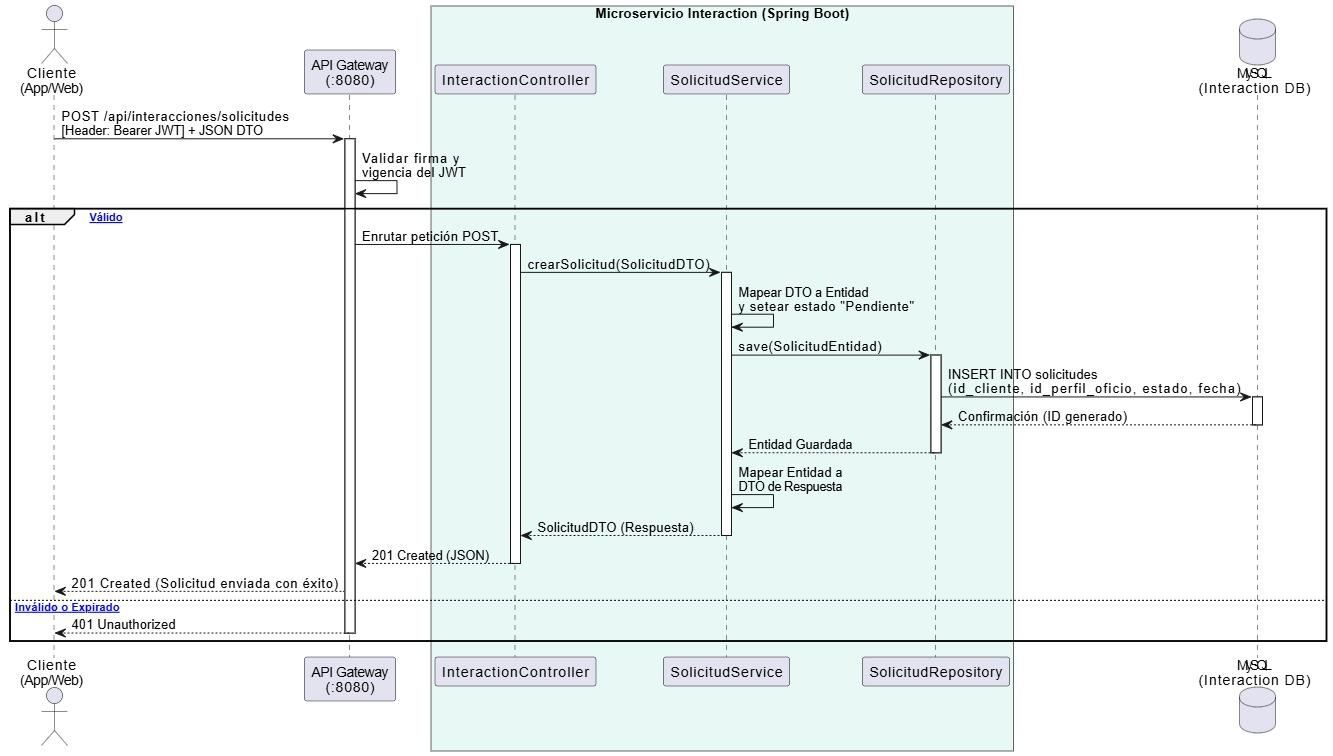 Microservicio Interaction (Spring Boot)
Cliente
(App/Web)
API Gateway
(:8080)
InteractionController
SolicitudService
SolicitudRepository
MySQL
(Interaction DB)
POST /api/interacciones/solicitudes
[Header: Bearer JWT] + JSON DTO
Validar firma y
vigencia del JWT
alt
Válido
Enrutar petición POST
crearSolicitud(SolicitudDTO)
Mapear DTO a Entidad
y setear estado "Pendiente"
save(SolicitudEntidad)
INSERT INTO solicitudes
(id_cliente, id_perfil_oficio, estado, fecha)
Confirmación (ID generado)
Entidad Guardada
Mapear Entidad a
DTO de Respuesta
SolicitudDTO (Respuesta)
201 Created (JSON)
201 Created (Solicitud enviada con éxito)
Inválido o Expirado
401 Unauthorized
Cliente
(App/Web)
API Gateway
(:8080)
InteractionController
SolicitudService
SolicitudRepository
MySQL
(Interaction DB)